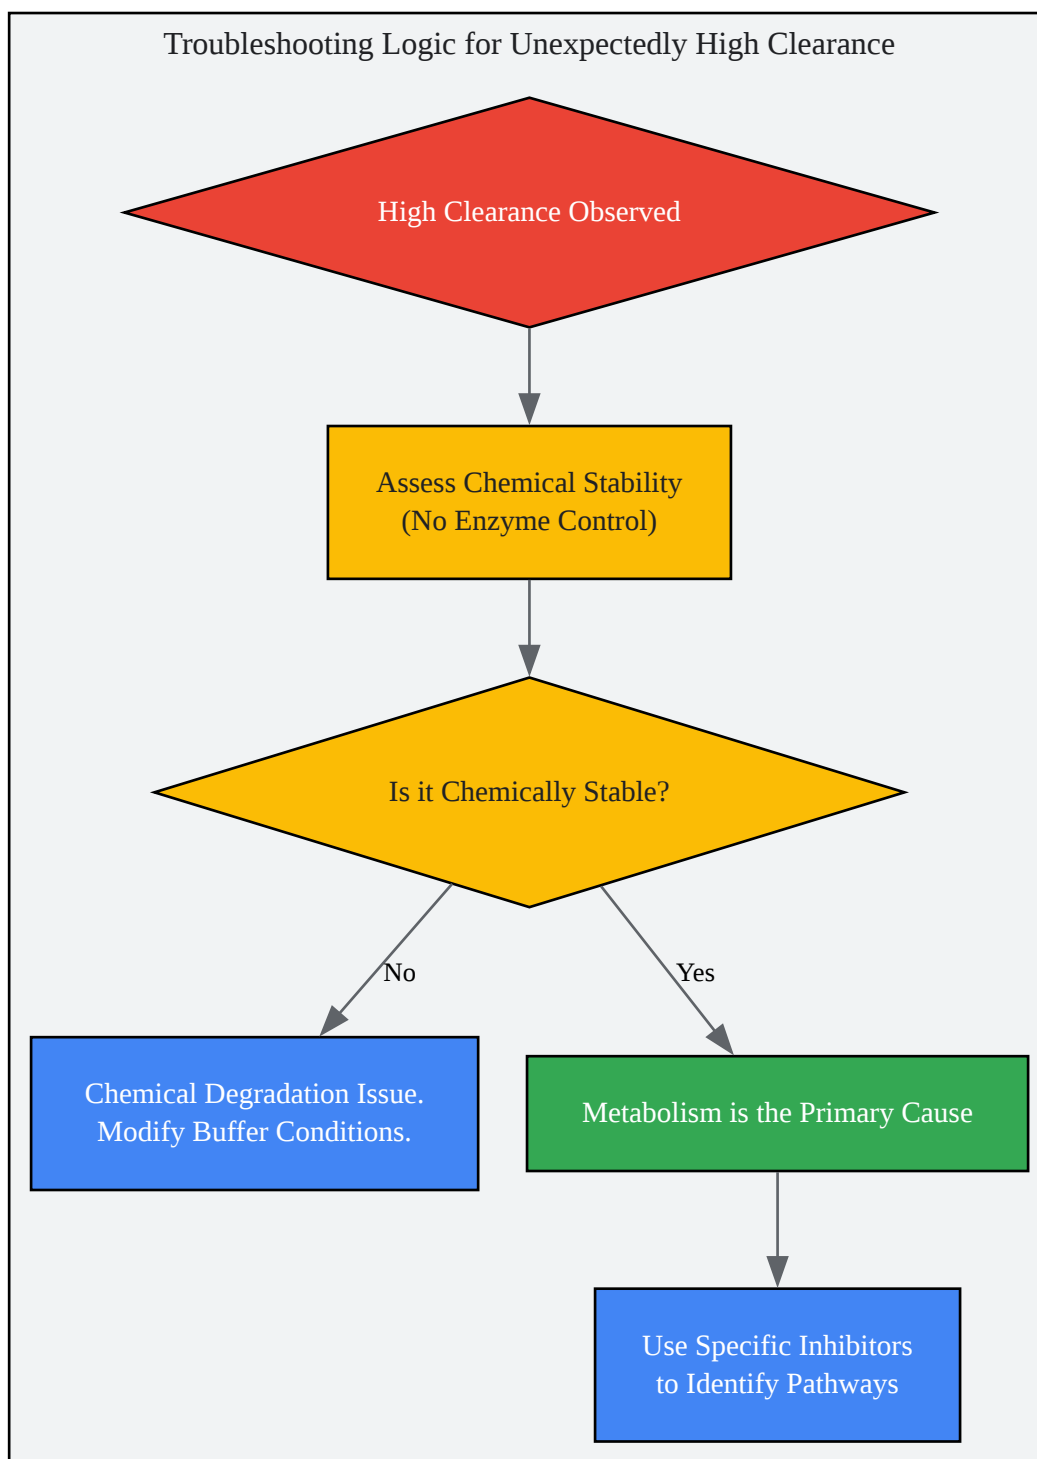 Troubleshooting Logic for Unexpectedly High Clearance
High Clearance Observed
Assess Chemical Stability
(No Enzyme Control)
Is it Chemically Stable?
No
Yes
Chemical Degradation Issue.
Modify Buffer Conditions.
Metabolism is the Primary Cause
Use Specific Inhibitors
to Identify Pathways